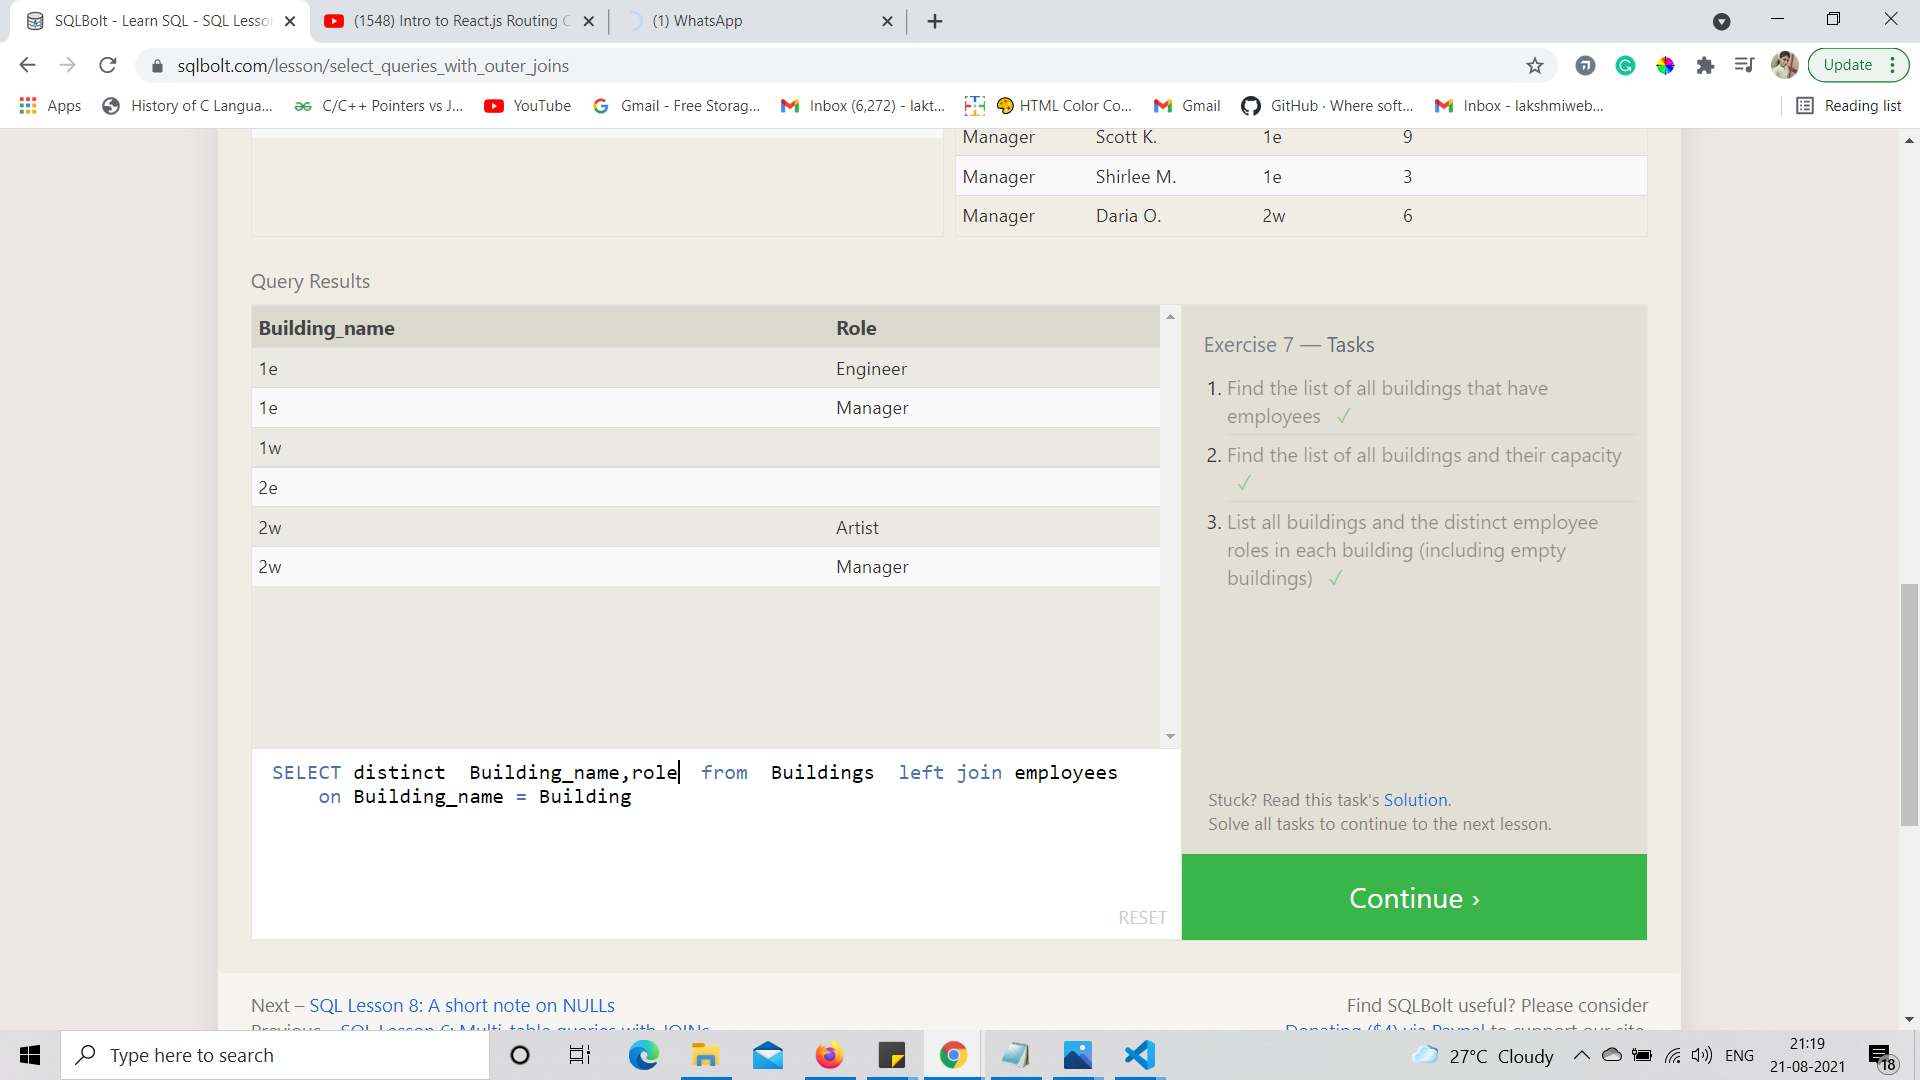 SQLBolt - Learn SQL - SQL Lesso
(1548) Intro to React.js Routing
(1) WhatsApp
sqlbolt.com/lesson/select_queries_with_outer_joins
Update
Apps
History of C Langua...
C/C++ Pointers vs J...
YouTube
Gmail - Free Storag...
Inbox (6,272) - lakt...
HTML Color Co...
Gmail
GitHub · Where soft...
Inbox - lakshmiweb...
Reading list
Manager Scott K. 1e 9
Manager Shirlee M. 1e 3
Manager Daria O. 2w 6
Query Results
Building_name Role
1e Engineer
1e Manager
1w
2e
2w Artist
2w Manager
Exercise 7 — Tasks
1. Find the list of all buildings that have
employees ✓
2. Find the list of all buildings and their capacity
✓
3. List all buildings and the distinct employee
roles in each building (including empty
buildings) ✓
SELECT distinct  Building_name,role  from  Buildings  left join employees
on Building_name = Building
RESET
Stuck? Read this task's Solution.
Solve all tasks to continue to the next lesson.
Continue ›
Next – SQL Lesson 8: A short note on NULLs
Previous – SQL Lesson 6: Multi-table queries with JOINs
Find SQLBolt useful? Please consider
Donating ($4) via Paypal to support our site.
Type here to search
27°C Cloudy
ENG
21:19
21-08-2021
18